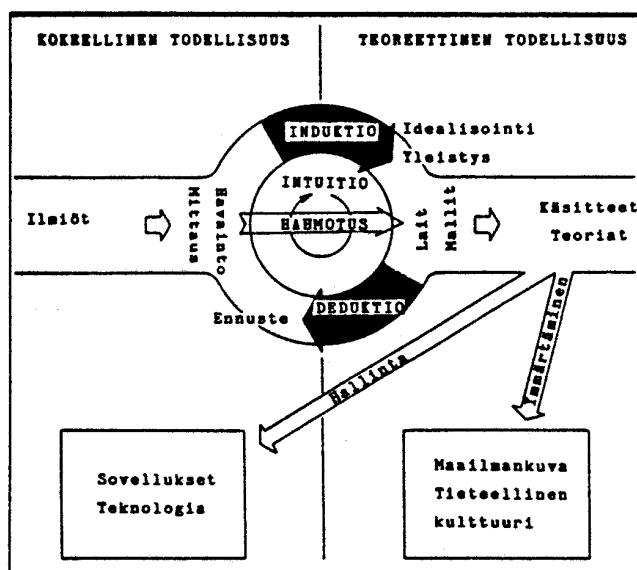 KOKEELLINEN TODELLISUUS
TEOREETTINEN TODELLISUUS
INDUKTIO
Idealisointi
Yleistys
INTUITIO
Ilmiöt
Mittaus
Havainto
HAHMOTUS
Lait
Mallit
Käsitteet
Teoriat
Ennuste
DEDUKTIO
Hallinta
Ymmärtäminen
Sovellukset
Teknologia
Maailmankuva
Tieteellinen
kulttuuri